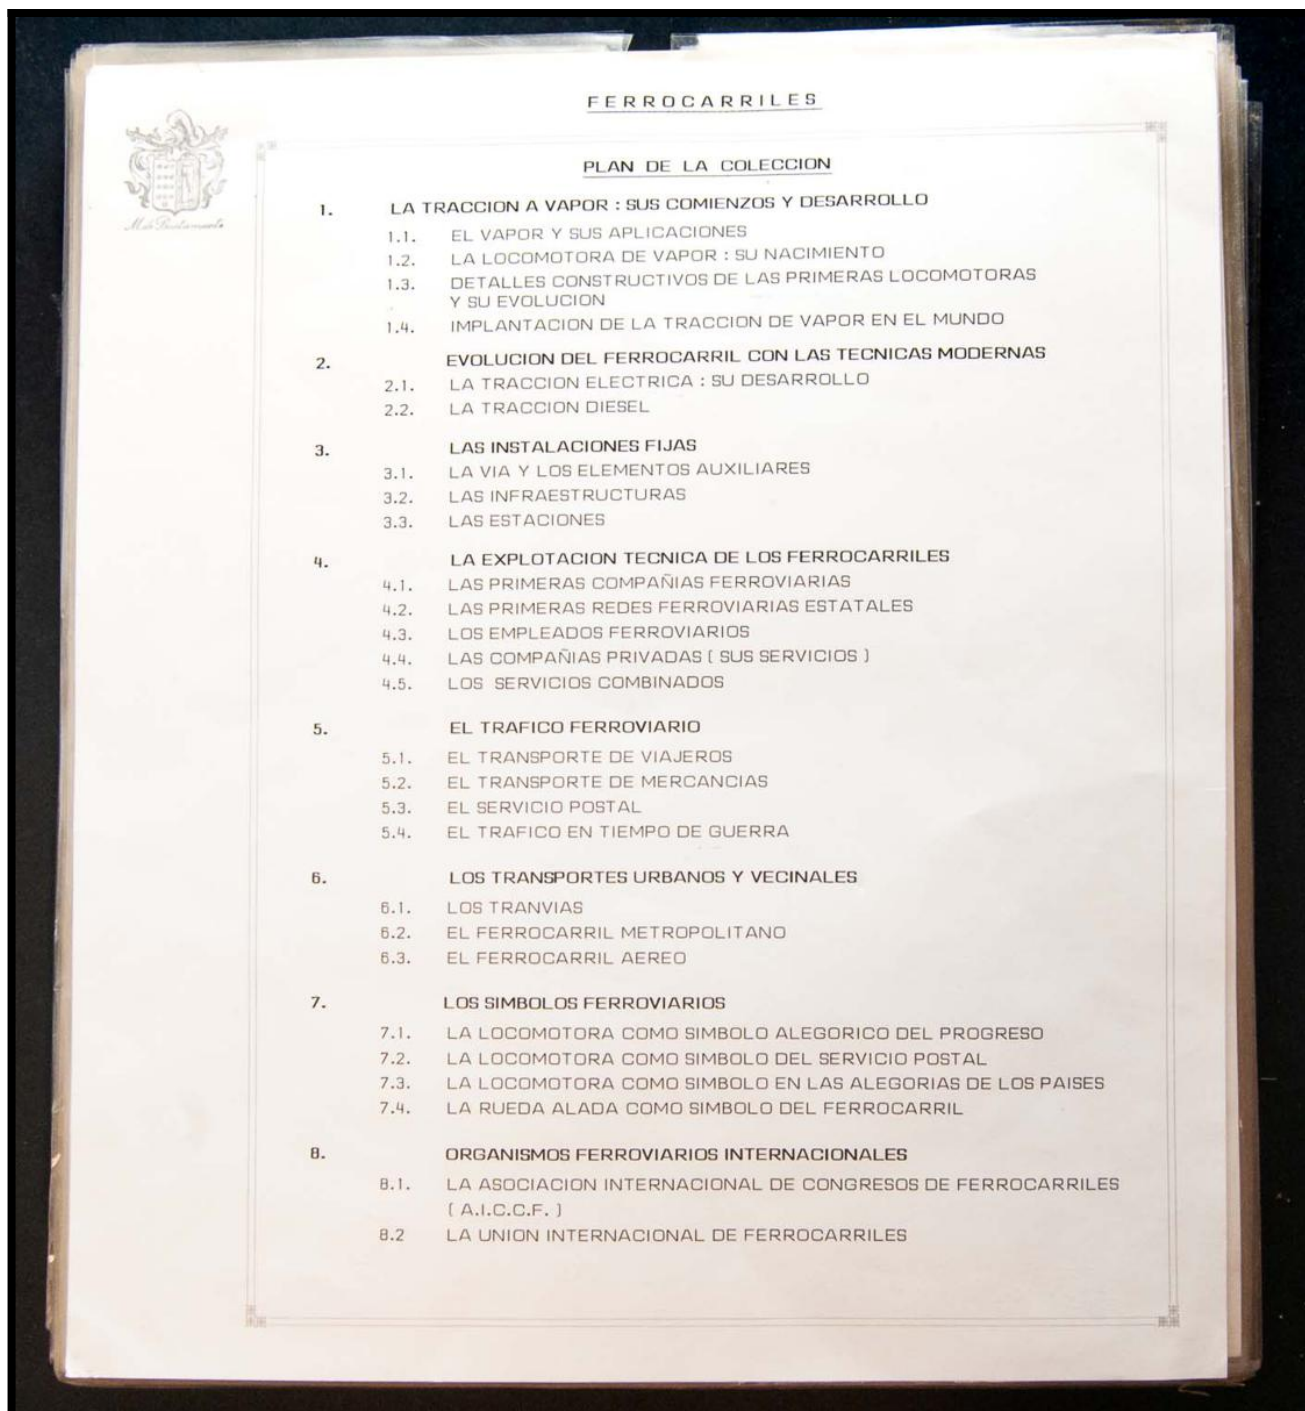 FERROCARRILES
PLAN DE LA COLECCION
1. LA TRACCION A VAPOR : SUS COMIENZOS Y DESARROLLO
1.1. EL VAPOR Y SUS APLICACIONES
1.2. LA LOCOMOTORA DE VAPOR : SU NACIMIENTO
1.3. DETALLES CONSTRUCTIVOS DE LAS PRIMERAS LOCOMOTORAS
Y SU EVOLUCION
1.4. IMPLANTACION DE LA TRACCION DE VAPOR EN EL MUNDO
2. EVOLUCION DEL FERROCARRIL CON LAS TECNICAS MODERNAS
2.1. LA TRACCION ELECTRICA : SU DESARROLLO
2.2. LA TRACCION DIESEL
3. LAS INSTALACIONES FIJAS
3.1. LA VIA Y LOS ELEMENTOS AUXILIARES
3.2. LAS INFRAESTRUCTURAS
3.3. LAS ESTACIONES
4. LA EXPLOTACION TECNICA DE LOS FERROCARRILES
4.1. LAS PRIMERAS COMPAÑIAS FERROVIARIAS
4.2. LAS PRIMERAS REDES FERROVIARIAS ESTATALES
4.3. LOS EMPLEADOS FERROVIARIOS
4.4. LAS COMPAÑIAS PRIVADAS ( SUS SERVICIOS )
4.5. LOS SERVICIOS COMBINADOS
5. EL TRAFICO FERROVIARIO
5.1. EL TRANSPORTE DE VIAJEROS
5.2. EL TRANSPORTE DE MERCANCIAS
5.3. EL SERVICIO POSTAL
5.4. EL TRAFICO EN TIEMPO DE GUERRA
6. LOS TRANSPORTES URBANOS Y VECINALES
6.1. LOS TRANVIAS
6.2. EL FERROCARRIL METROPOLITANO
6.3. EL FERROCARRIL AEREO
7. LOS SIMBOLOS FERROVIARIOS
7.1. LA LOCOMOTORA COMO SIMBOLO ALEGORICO DEL PROGRESO
7.2. LA LOCOMOTORA COMO SIMBOLO DEL SERVICIO POSTAL
7.3. LA LOCOMOTORA COMO SIMBOLO EN LAS ALEGORIAS DE LOS PAISES
7.4. LA RUEDA ALADA COMO SIMBOLO DEL FERROCARRIL
8. ORGANISMOS FERROVIARIOS INTERNACIONALES
8.1. LA ASOCIACION INTERNACIONAL DE CONGRESOS DE FERROCARRILES
( A.I.C.C.F. )
8.2 LA UNION INTERNACIONAL DE FERROCARRILES